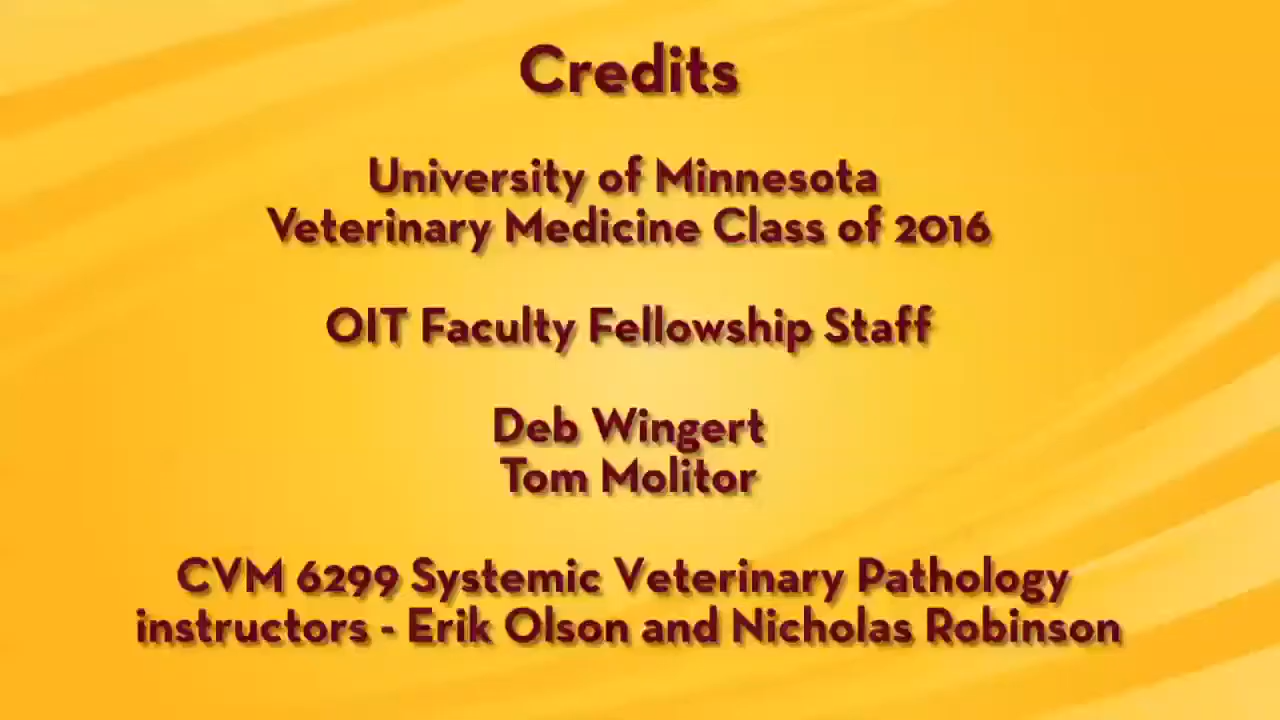 Credits
University of Minnesota
Veterinary Medicine Class of 2016
OIT Faculty Fellowship Staff
Deb Wingert
Tom Molitor
CVM 6299 Systemic Veterinary Pathology
instructors - Erik Olson and Nicholas Robinson